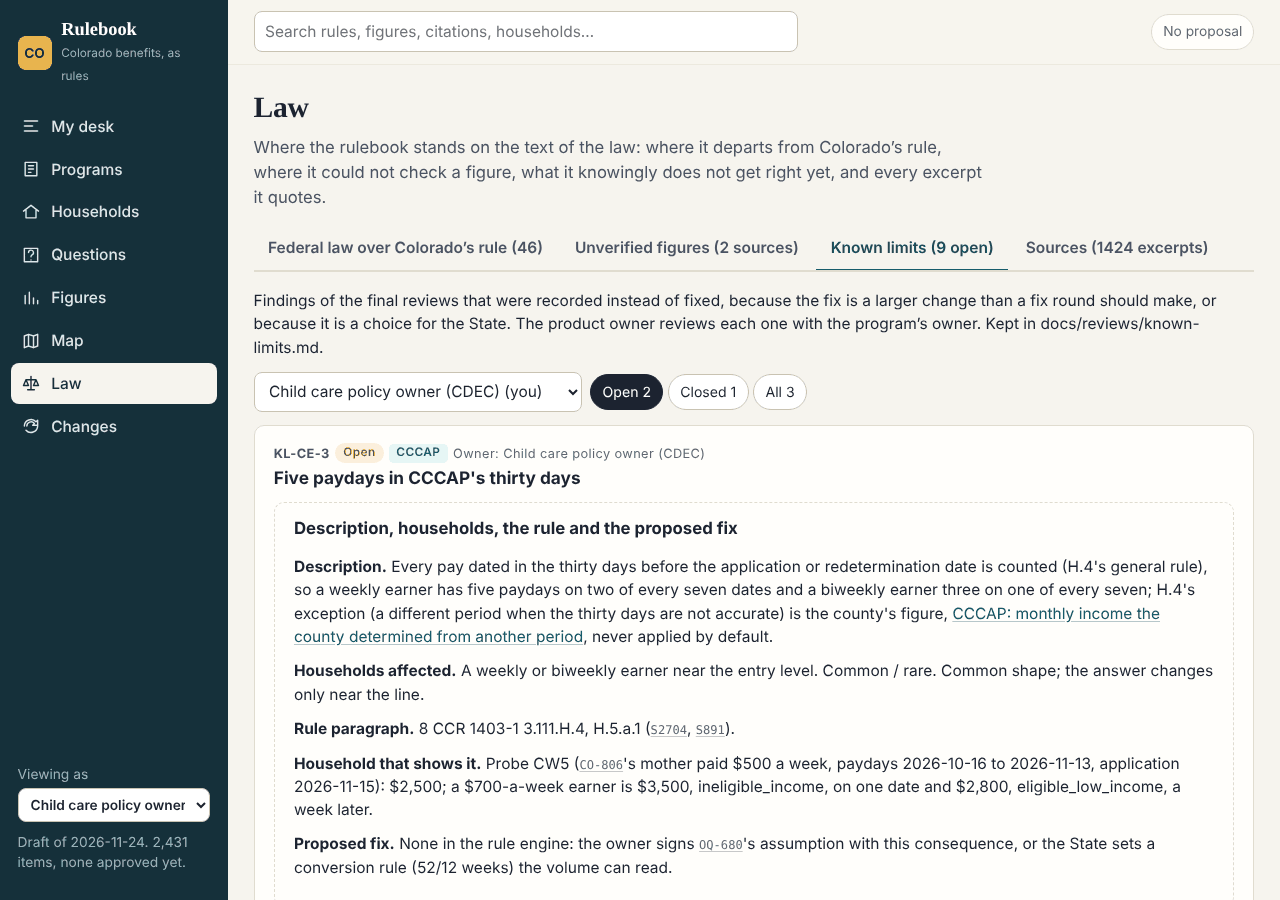 CO
Rulebook
Colorado benefits, as
rules
My desk
Programs
Households
Questions
Figures
Map
Law
Changes
Viewing as
Child care policy owner
Draft of 2026-11-24. 2,431
items, none approved yet.
Search rules, figures, citations, households…
No proposal
Law
Where the rulebook stands on the text of the law: where it departs from Colorado’s rule,
where it could not check a figure, what it knowingly does not get right yet, and every excerpt
it quotes.
Federal law over Colorado’s rule (46)
Unverified figures (2 sources)
Known limits (9 open)
Sources (1424 excerpts)
Findings of the final reviews that were recorded instead of fixed, because the fix is a larger change than a fix round should make, or
because it is a choice for the State. The product owner reviews each one with the program’s owner. Kept in docs/reviews/known-
limits.md.
Child care policy owner (CDEC) (you)
Open 2
Closed 1
All 3
KL-CE-3 Open CCCAP Owner: Child care policy owner (CDEC)
Five paydays in CCCAP's thirty days
Description, households, the rule and the proposed fix
Description. Every pay dated in the thirty days before the application or redetermination date is counted (H.4's general rule),
so a weekly earner has five paydays on two of every seven dates and a biweekly earner three on one of every seven; H.4's
exception (a different period when the thirty days are not accurate) is the county's figure, CCCAP: monthly income the
county determined from another period, never applied by default.
Households affected. A weekly or biweekly earner near the entry level. Common / rare. Common shape; the answer changes
only near the line.
Rule paragraph. 8 CCR 1403-1 3.111.H.4, H.5.a.1 (S2704, S891).
Household that shows it. Probe CW5 (CO-806's mother paid $500 a week, paydays 2026-10-16 to 2026-11-13, application
2026-11-15): $2,500; a $700-a-week earner is $3,500, ineligible_income, on one date and $2,800, eligible_low_income, a
week later.
Proposed fix. None in the rule engine: the owner signs OQ-680's assumption with this consequence, or the State sets a
conversion rule (52/12 weeks) the volume can read.